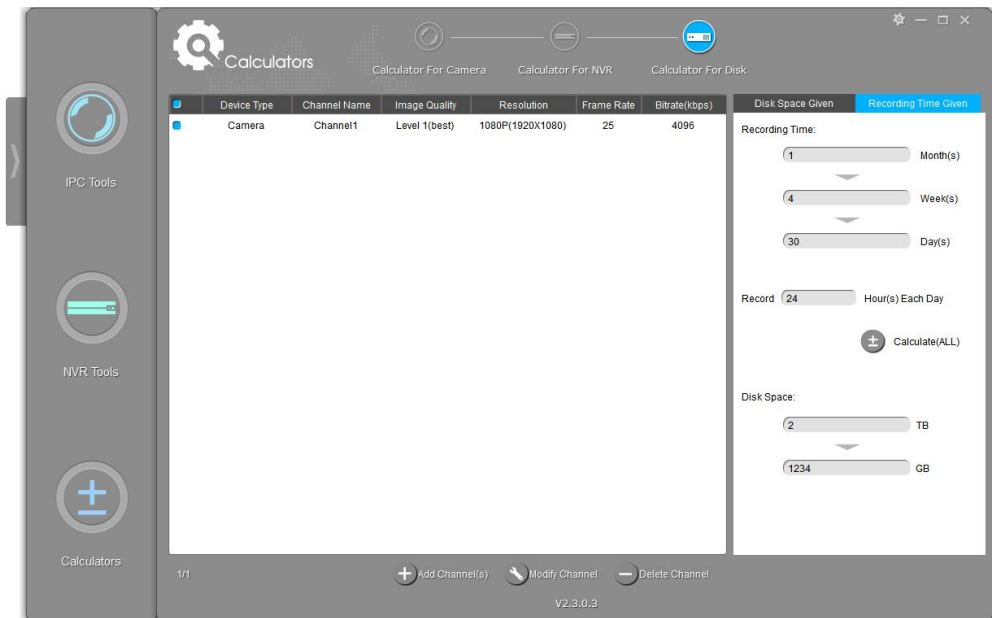 Calculators
Calculator For Camera
Calculator For NVR
Calculator For Disk
IPC Tools
NVR Tools
Calculators
Device Type Channel Name Image Quality Resolution Frame Rate Bitrate(kbps)
Camera Channel1 Level 1(best) 1080P(1920X1080) 25 4096
Disk Space Given Recording Time Given
Recording Time:
1 Month(s)
4 Week(s)
30 Day(s)
Record 24 Hour(s) Each Day
Calculate(ALL)
Disk Space:
2 TB
1234 GB
1/1
Add Channel(s) Modify Channel Delete Channel
V2.3.0.3